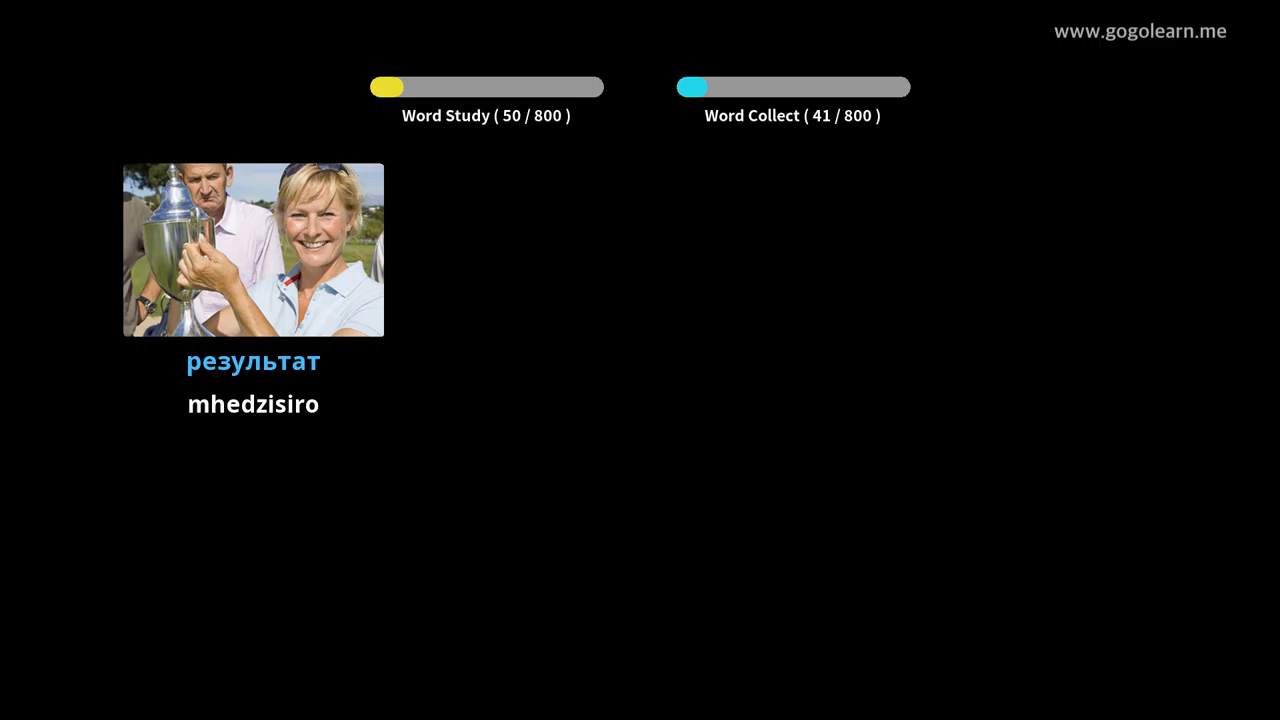 www.gogolearn.me
Word Study ( 50 / 800 )
Word Collect ( 41 / 800 )
результат
mhedzisiro